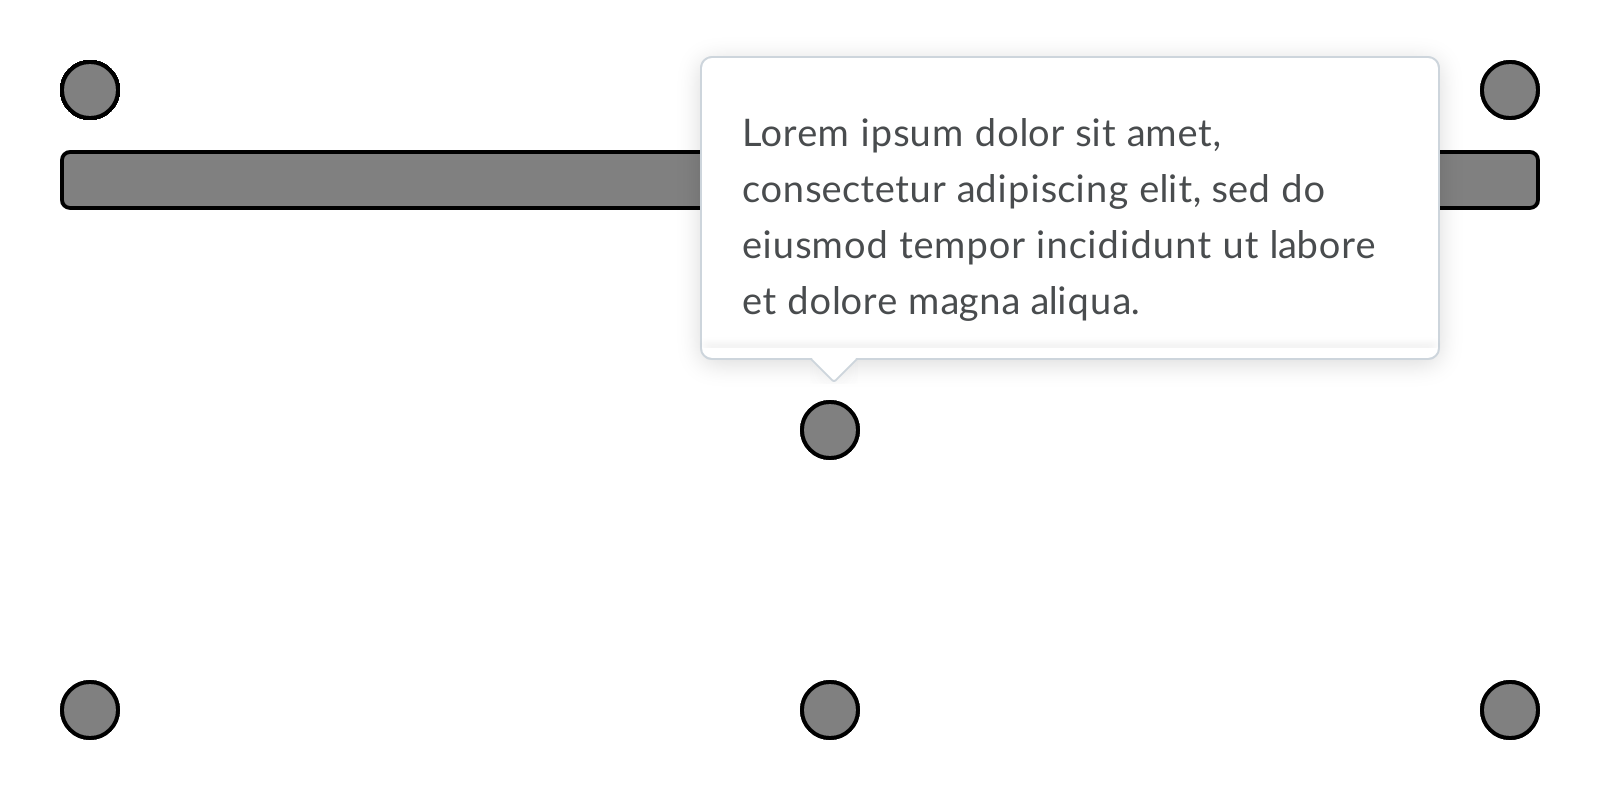 Lorem ipsum dolor sit amet,
consectetur adipiscing elit, sed do
eiusmod tempor incididunt ut labore
et dolore magna aliqua.